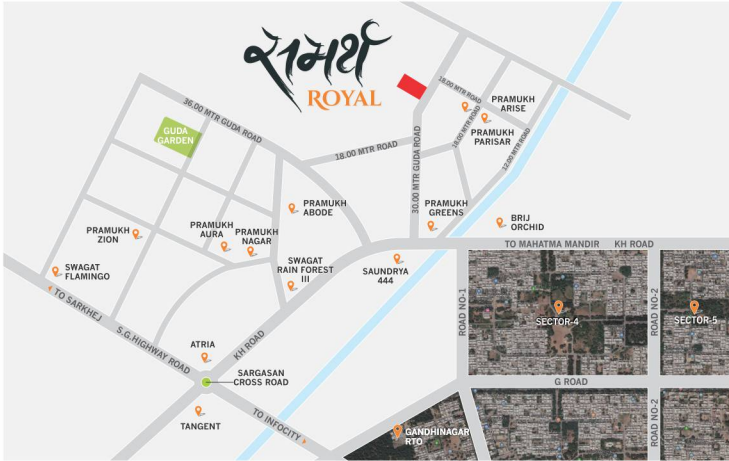 સમર્થ
ROYAL
36.00 MTR GUDA ROAD
GUDA
GARDEN
18.00 MTR ROAD
30.00 MTR GUDA ROAD
18.00 MTR ROAD
PRAMUKH
ARISE
18.00 MTR ROAD
PRAMUKH
PARISAR
12.00 MTR ROAD
PRAMUKH
ABODE
PRAMUKH
GREENS
BRIJ
ORCHID
PRAMUKH
ZION
PRAMUKH
AURA
PRAMUKH
NAGAR
TO MAHATMA MANDIR KH ROAD
SWAGAT
FLAMINGO
SWAGAT
RAIN FOREST
III
SAUNDRYA
444
TO SARKHEJ
S.G.HIGHWAY ROAD
KH ROAD
ROAD NO-1
ROAD NO-2
SECTOR-4
SECTOR-5
ATRIA
SARGASAN
CROSS ROAD
G ROAD
TANGENT
TO INFOCITY
GANDHINAGAR
RTO
ROAD NO-2